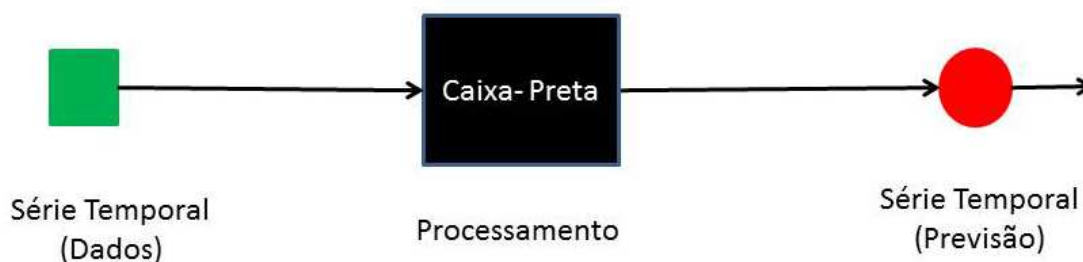 Caixa- Preta
Série Temporal
(Dados)
Processamento
Série Temporal
(Previsão)